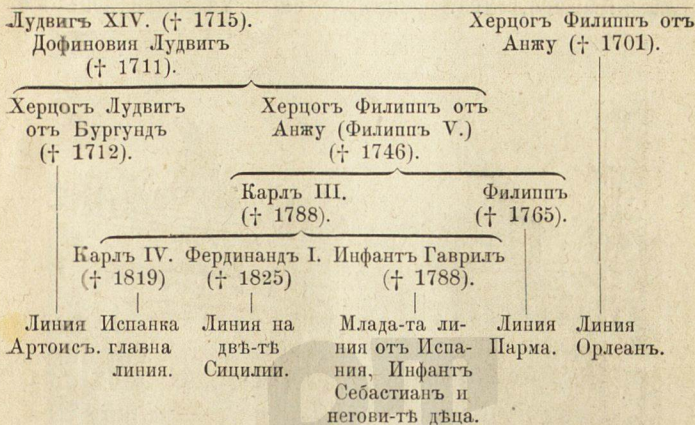 Лудвигъ XIV. († 1715).
Дофиновия Лудвигъ
(† 1711).
Херцогъ Филиппъ отъ
Анжу († 1701).
Херцогъ Лудвигъ
отъ Бургундъ
(† 1712).
Херцогъ Филиппъ отъ
Анжу (Филиппъ V.)
(† 1746).
Карлъ III.
(† 1788).
Филиппъ
(† 1765).
Карлъ IV.
(† 1819)
Фердинандъ I.
(† 1825)
Инфантъ Гаврилъ
(† 1788).
Линия
Артоисъ.
Испанка
главна
линия.
Линия на
двѣ-тѣ
Сицилии.
Млада-та ли-
ния отъ Испа-
ния, Инфантъ
Себастианъ и
негови-тѣ дѣца.
Линия
Парма.
Линия
Орлеанъ.